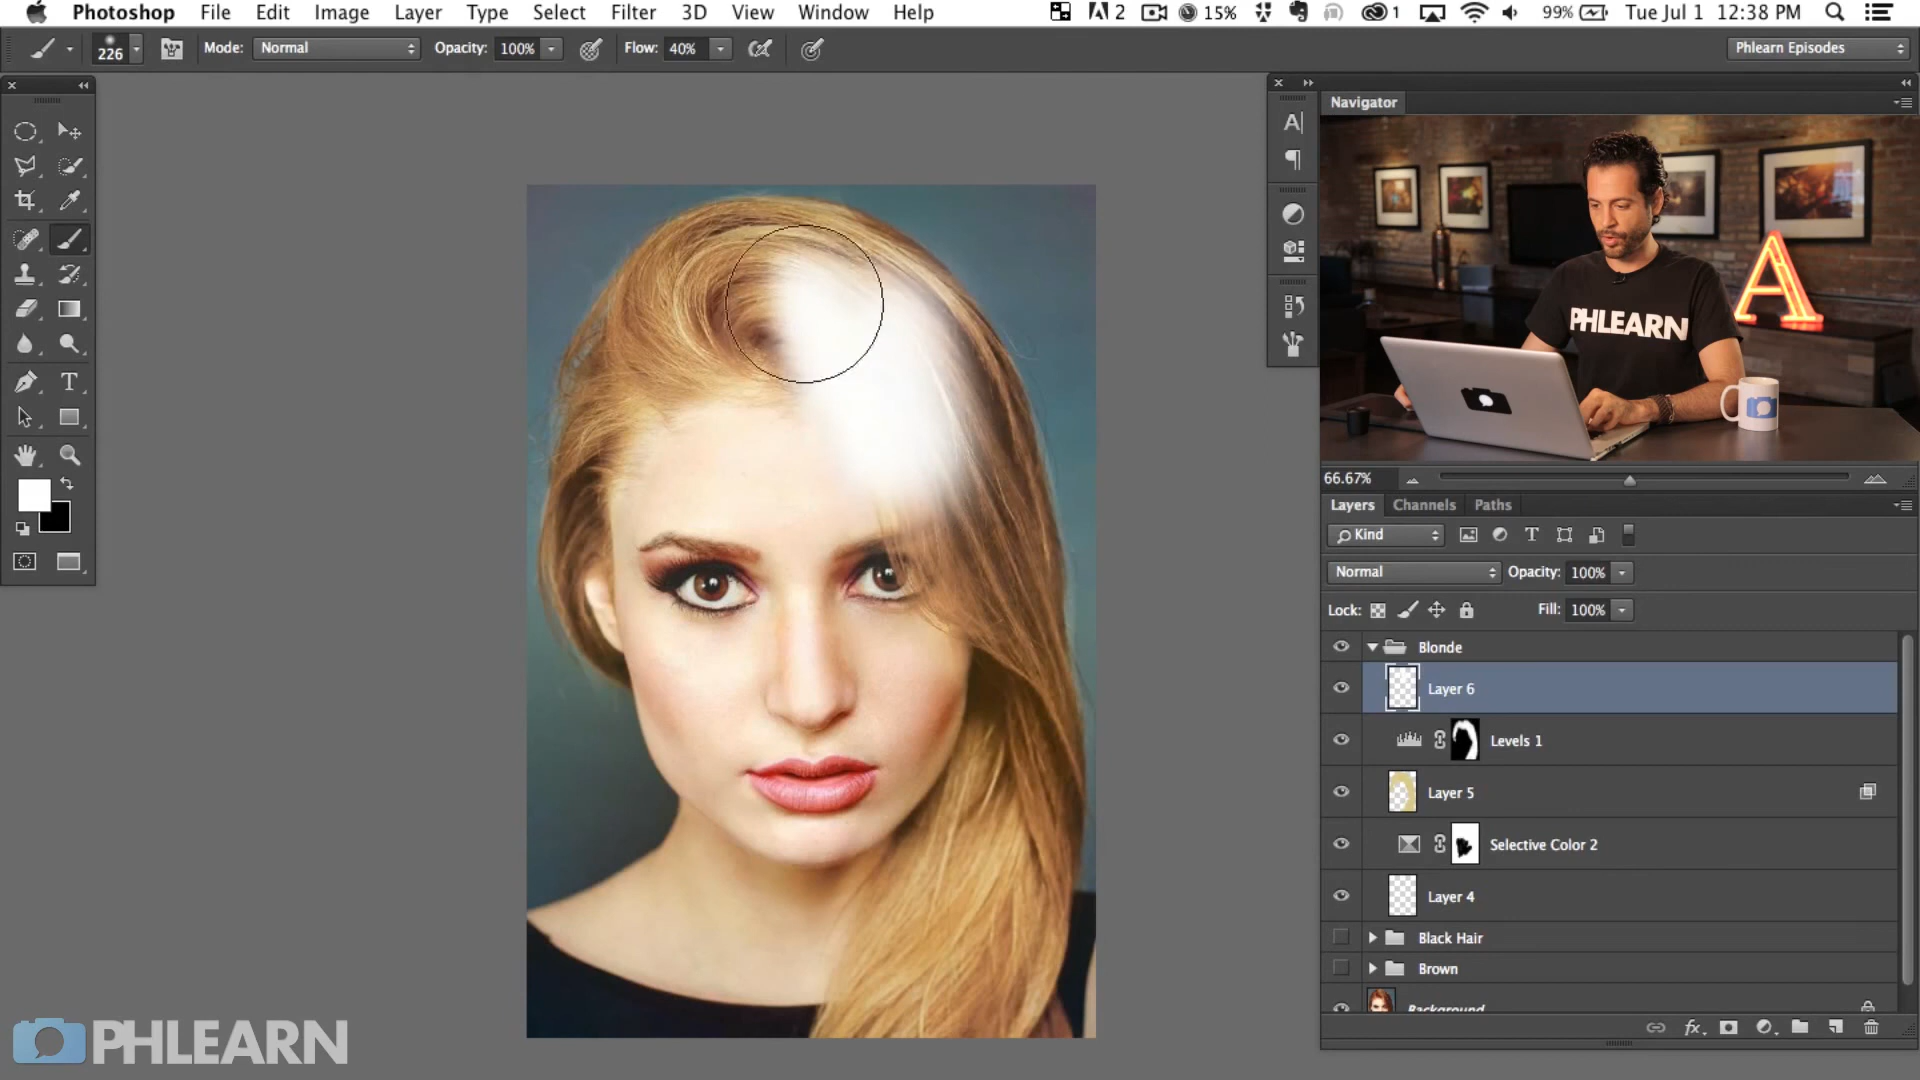 Photoshop File Edit Image Layer Type Select Filter 3D View Window Help 2 15% 1 99% Tue Jul 1 12:38 PM
226 Mode: Normal Opacity: 100% Flow: 40% Phlearn Episodes
Navigator
PHLEARN
A
66.67%
Layers Channels Paths
Kind
Normal Opacity: 100%
Lock: Fill: 100%
Blonde
Layer 6
Levels 1
Layer 5
Selective Color 2
Layer 4
Black Hair
Brown
Background
fx
PHLEARN